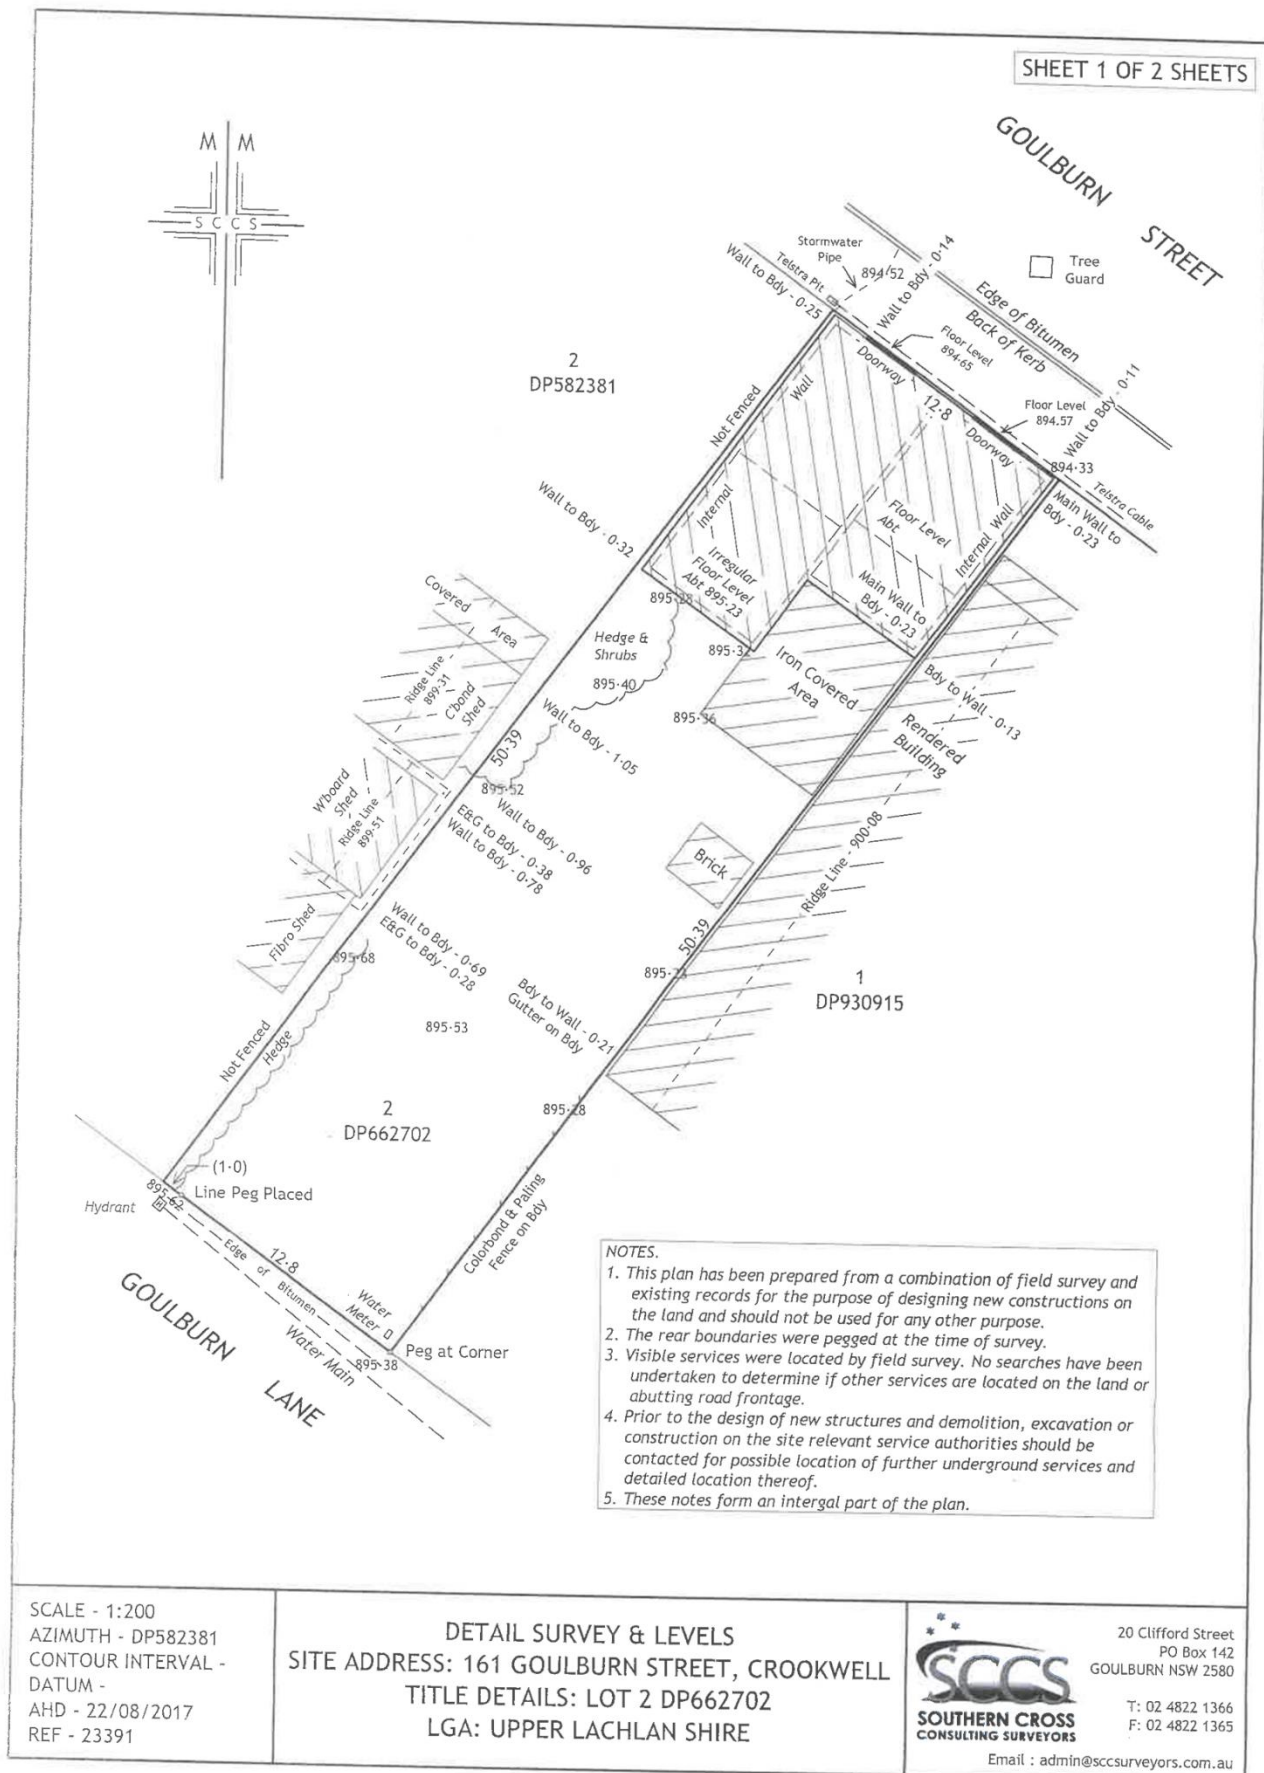 SHEET 1 OF 2 SHEETS
GOULBURN
STREET
M M
S C C S
Stormwater
Pipe
894·52
Telstra Pit
Wall to Bdy - 0·25
Wall to Bdy - 0·14
Tree
Guard
Edge of Bitumen
Back of Kerb
Floor Level
894·65
Doorway
12·8
Floor Level
894.57
Doorway
Wall to Bdy - 0·11
894·33
Telstra Cable
Main Wall to
Bdy - 0·23
2
DP582381
Not Fenced
Internal
Wall
Wall to Bdy - 0·32
Floor Level
Abt
Internal Wall
Irregular
Floor Level
Abt 895·23
Main Wall to
Bdy - 0·23
895·28
895·32
Covered
Area
Ridge Line
899·31
C'bond
Shed
Hedge &
Shrubs
895·40
Iron Covered
Area
895·36
Bdy to Wall - 0·13
Rendered
Building
Wall to Bdy - 1·05
50·39
895·52
W'board
Shed
Ridge Line
899·51
Wall to Bdy - 0·96
E&G to Bdy - 0·38
Wall to Bdy - 0·78
Brick
Ridge Line - 900·08
Fibro Shed
Wall to Bdy - 0·69
E&G to Bdy - 0·28
895·68
50·39
895·23
1
DP930915
Bdy to Wall - 0·21
Gutter on Bdy
895·53
Not Fenced
Hedge
895·28
2
DP662702
(1·0)
Line Peg Placed
895·62
Hydrant
H
Edge of Bitumen
12·8
Water
Meter
Colorbond & Paling
Fence on Bdy
GOULBURN
LANE
Water Main
895·38
Peg at Corner
NOTES.
1. This plan has been prepared from a combination of field survey and
existing records for the purpose of designing new constructions on
the land and should not be used for any other purpose.
2. The rear boundaries were pegged at the time of survey.
3. Visible services were located by field survey. No searches have been
undertaken to determine if other services are located on the land or
abutting road frontage.
4. Prior to the design of new structures and demolition, excavation or
construction on the site relevant service authorities should be
contacted for possible location of further underground services and
detailed location thereof.
5. These notes form an intergal part of the plan.
SCALE - 1:200
AZIMUTH - DP582381
CONTOUR INTERVAL -
DATUM -
AHD - 22/08/2017
REF - 23391
DETAIL SURVEY & LEVELS
SITE ADDRESS: 161 GOULBURN STREET, CROOKWELL
TITLE DETAILS: LOT 2 DP662702
LGA: UPPER LACHLAN SHIRE
SCCS
SOUTHERN CROSS
CONSULTING SURVEYORS
20 Clifford Street
PO Box 142
GOULBURN NSW 2580
T: 02 4822 1366
F: 02 4822 1365
Email : admin@sccsurveyors.com.au